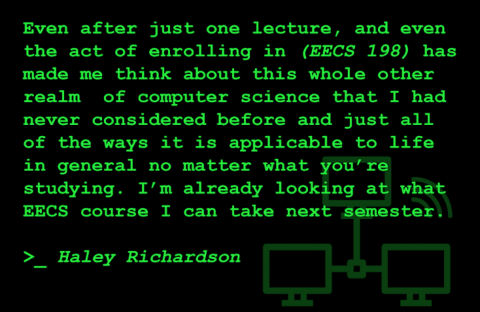 Even after just one lecture, and even
the act of enrolling in (EECS 198) has
made me think about this whole other
realm  of computer science that I had
never considered before and just all
of the ways it is applicable to life
in general no matter what you're
studying. I'm already looking at what
EECS course I can take next semester.
>_ Haley Richardson